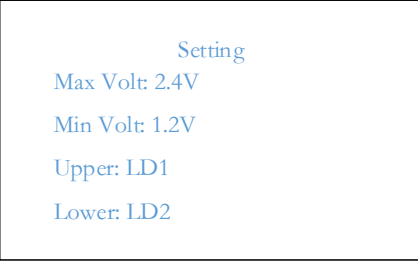 Setting
Max Volt: 2.4V
Min Volt: 1.2V
Upper: LD1
Lower: LD2